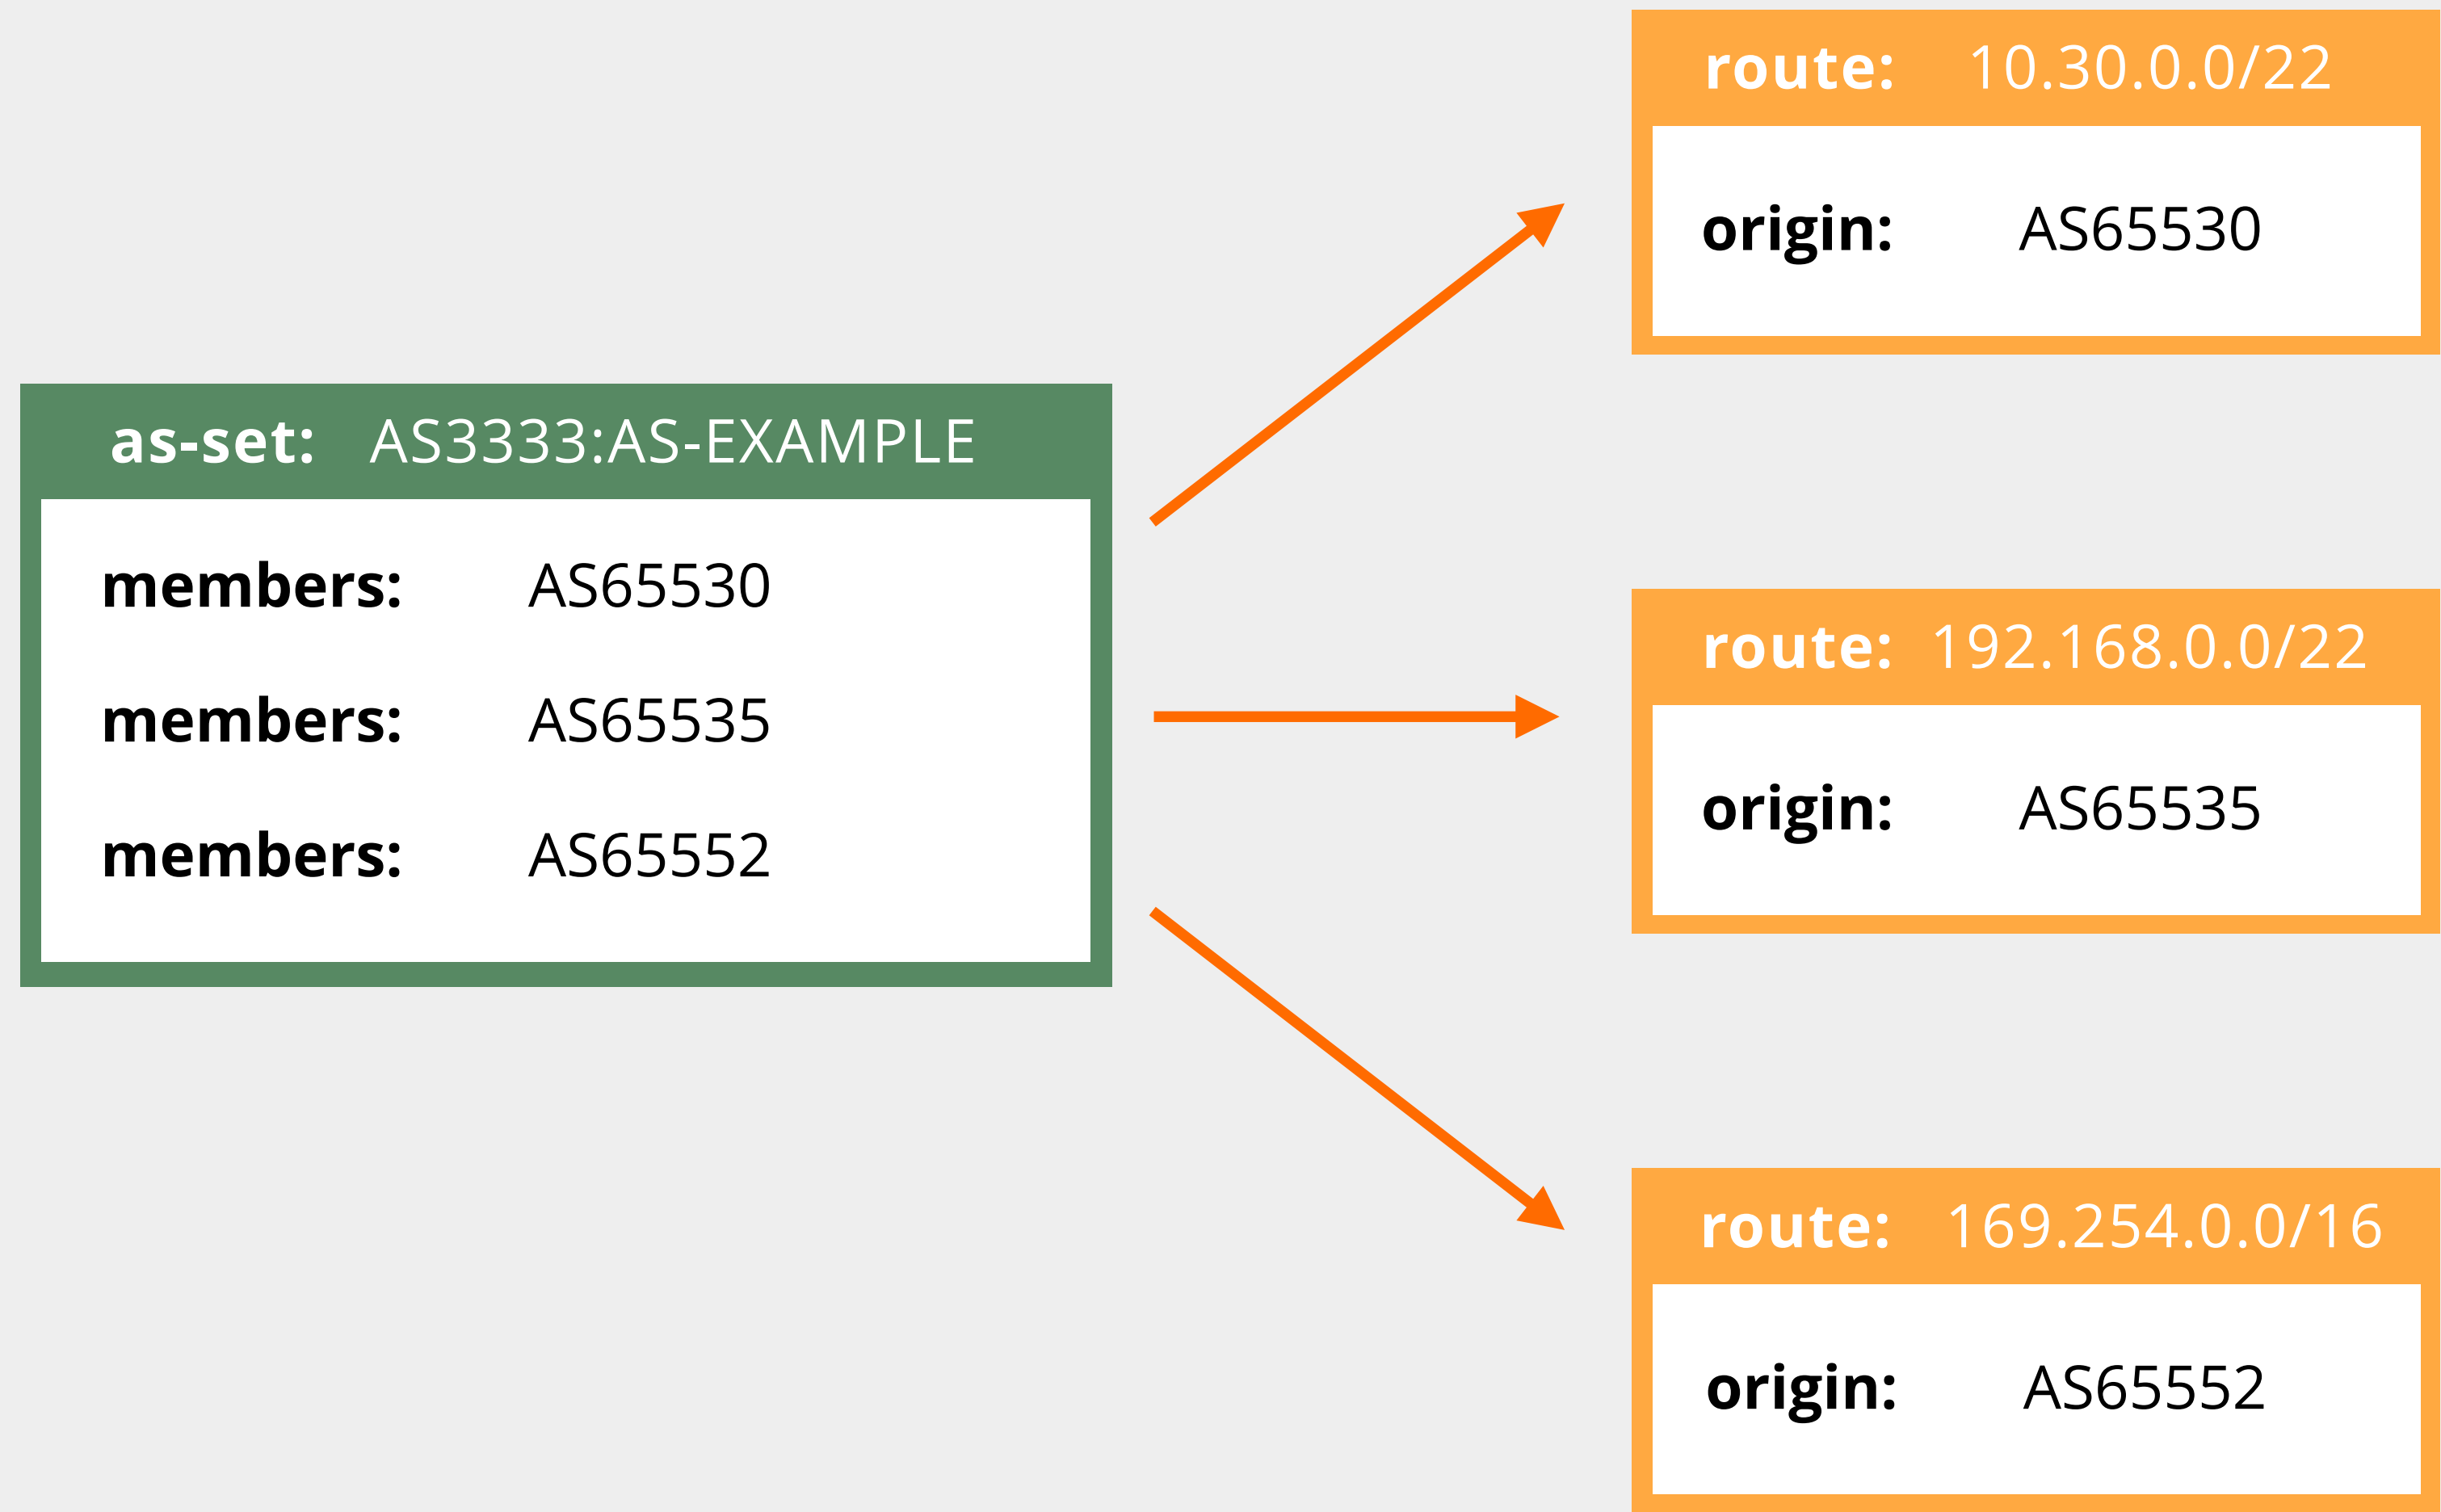 as-set: AS3333:AS-EXAMPLE
members: AS65530
members: AS65535
members: AS65552
route: 10.30.0.0/22
origin: AS65530
route: 192.168.0.0/22
origin: AS65535
route: 169.254.0.0/16
origin: AS65552